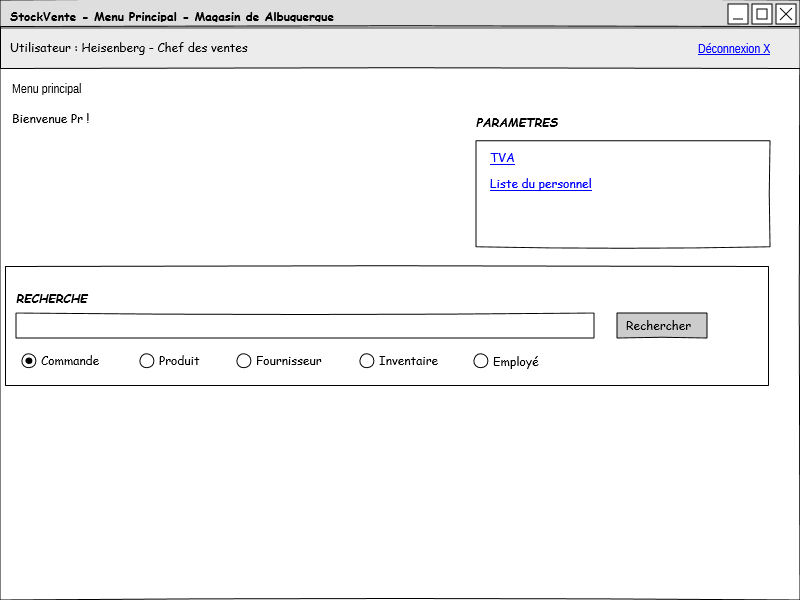 StockVente - Menu Principal - Magasin de Albuquerque
Utilisateur : Heisenberg - Chef des ventes
Déconnexion X
Menu principal
Bienvenue Pr !
PARAMETRES
TVA
Liste du personnel
RECHERCHE
Rechercher
Commande Produit Fournisseur Inventaire Employé